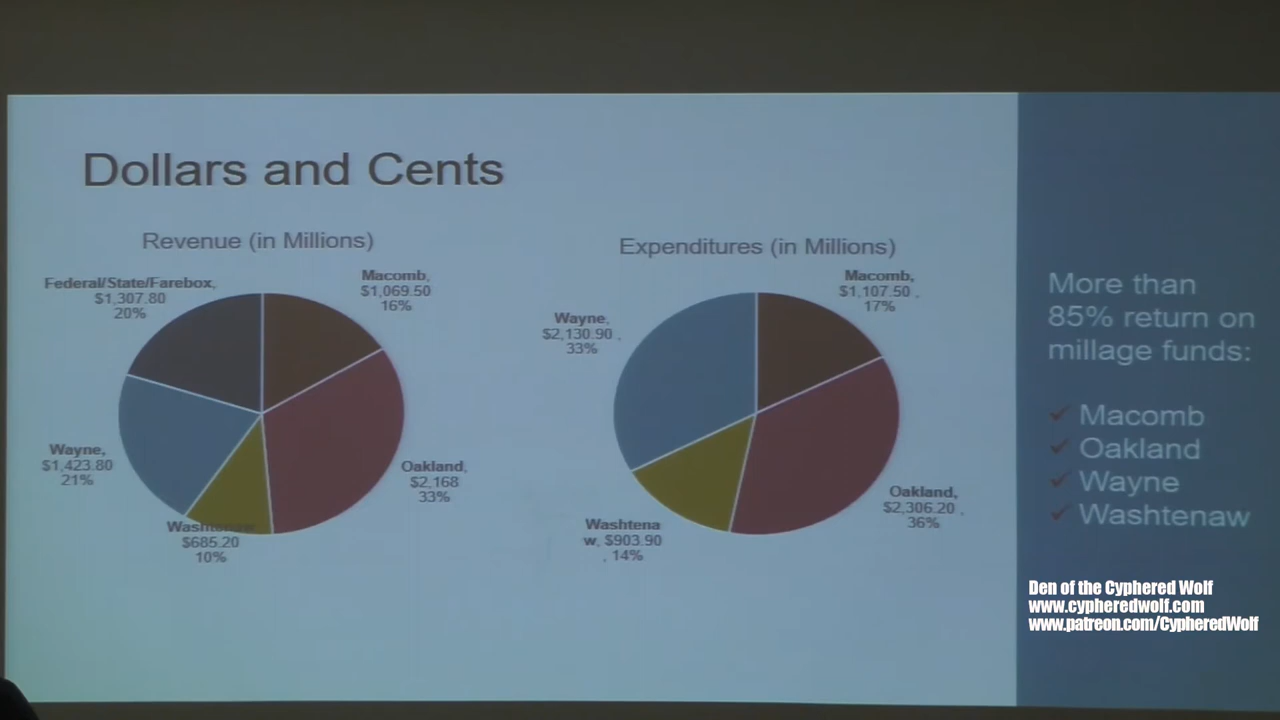 Dollars and Cents
Revenue (in Millions)
Federal/State/Farebox,
$1,307.80
20%
Macomb,
$1,069.50
16%
Wayne,
$1,423.80
21%
Oakland,
$2,168
33%
Washtenaw
$685.20
10%
Expenditures (in Millions)
Macomb,
$1,107.50 ,
17%
Wayne,
$2,130.90 ,
33%
Oakland,
$2,306.20 ,
36%
Washtena
w, $903.90
, 14%
More than
85% return on
millage funds:
✓ Macomb
✓ Oakland
✓ Wayne
✓ Washtenaw
Den of the Cyphered Wolf
www.cypheredwolf.com
www.patreon.com/CypheredWolf